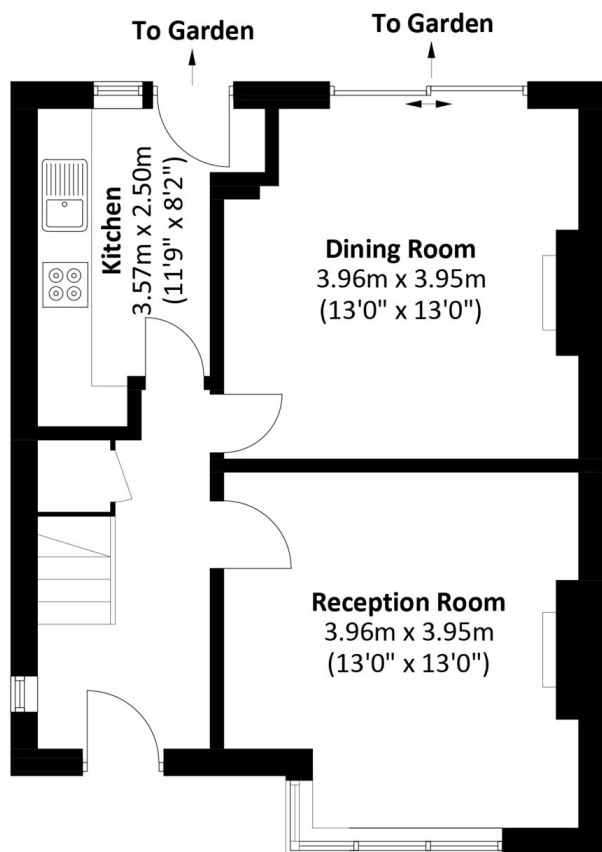 To Garden
To Garden
Kitchen
3.57m x 2.50m
(11'9" x 8'2")
Dining Room
3.96m x 3.95m
(13'0" x 13'0")
Reception Room
3.96m x 3.95m
(13'0" x 13'0")